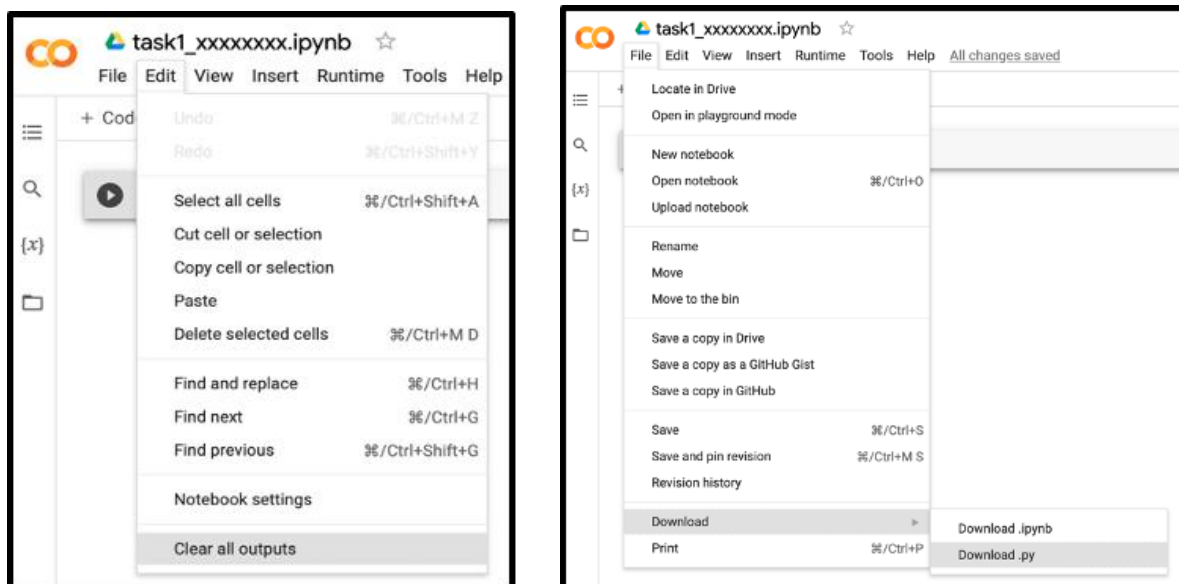 CO
task1_xxxxxxxx.ipynb
File Edit View Insert Runtime Tools Help
+ Cod
Undo ⌘/Ctrl+M Z
Redo ⌘/Ctrl+Shift+Y
Select all cells ⌘/Ctrl+Shift+A
Cut cell or selection
Copy cell or selection
Paste
Delete selected cells ⌘/Ctrl+M D
Find and replace ⌘/Ctrl+H
Find next ⌘/Ctrl+G
Find previous ⌘/Ctrl+Shift+G
Notebook settings
Clear all outputs
{x}
CO
task1_xxxxxxxx.ipynb
File Edit View Insert Runtime Tools Help All changes saved
+
Locate in Drive
Open in playground mode
New notebook
Open notebook ⌘/Ctrl+O
Upload notebook
Rename
Move
Move to the bin
Save a copy in Drive
Save a copy as a GitHub Gist
Save a copy in GitHub
Save ⌘/Ctrl+S
Save and pin revision ⌘/Ctrl+M S
Revision history
Download
Print ⌘/Ctrl+P
Download .ipynb
Download .py
{x}